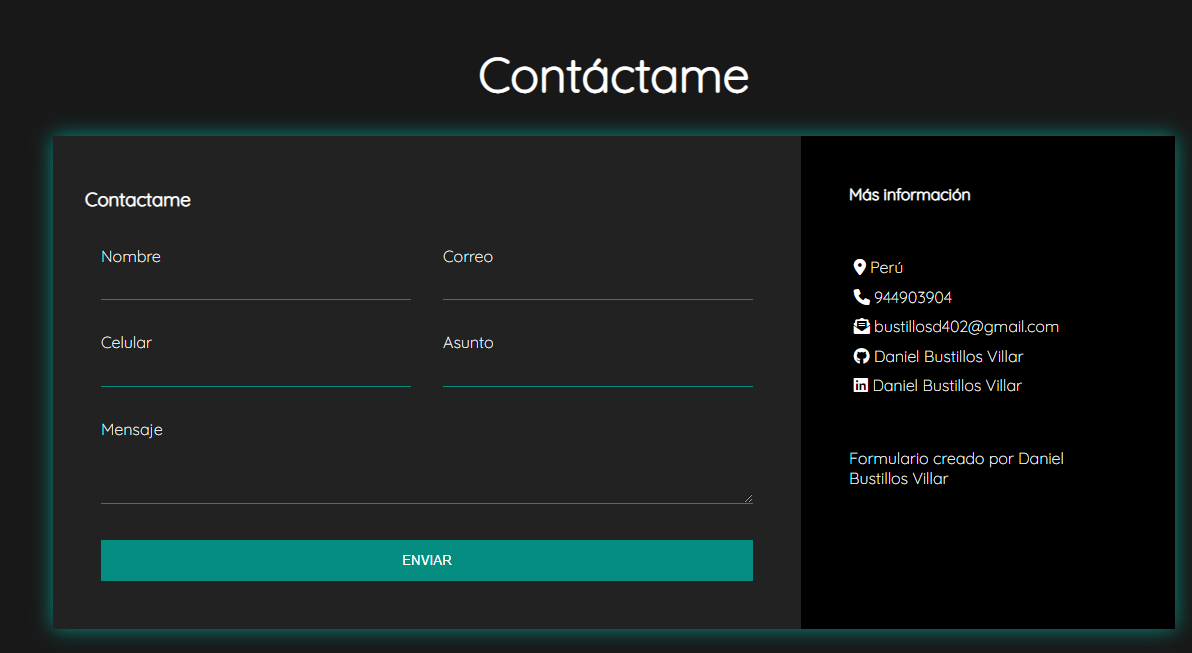 Contáctame
Contactame
Nombre
Correo
Celular
Asunto
Mensaje
ENVIAR
Más información
Perú
944903904
bustillosd402@gmail.com
Daniel Bustillos Villar
Daniel Bustillos Villar
Formulario creado por Daniel
Bustillos Villar